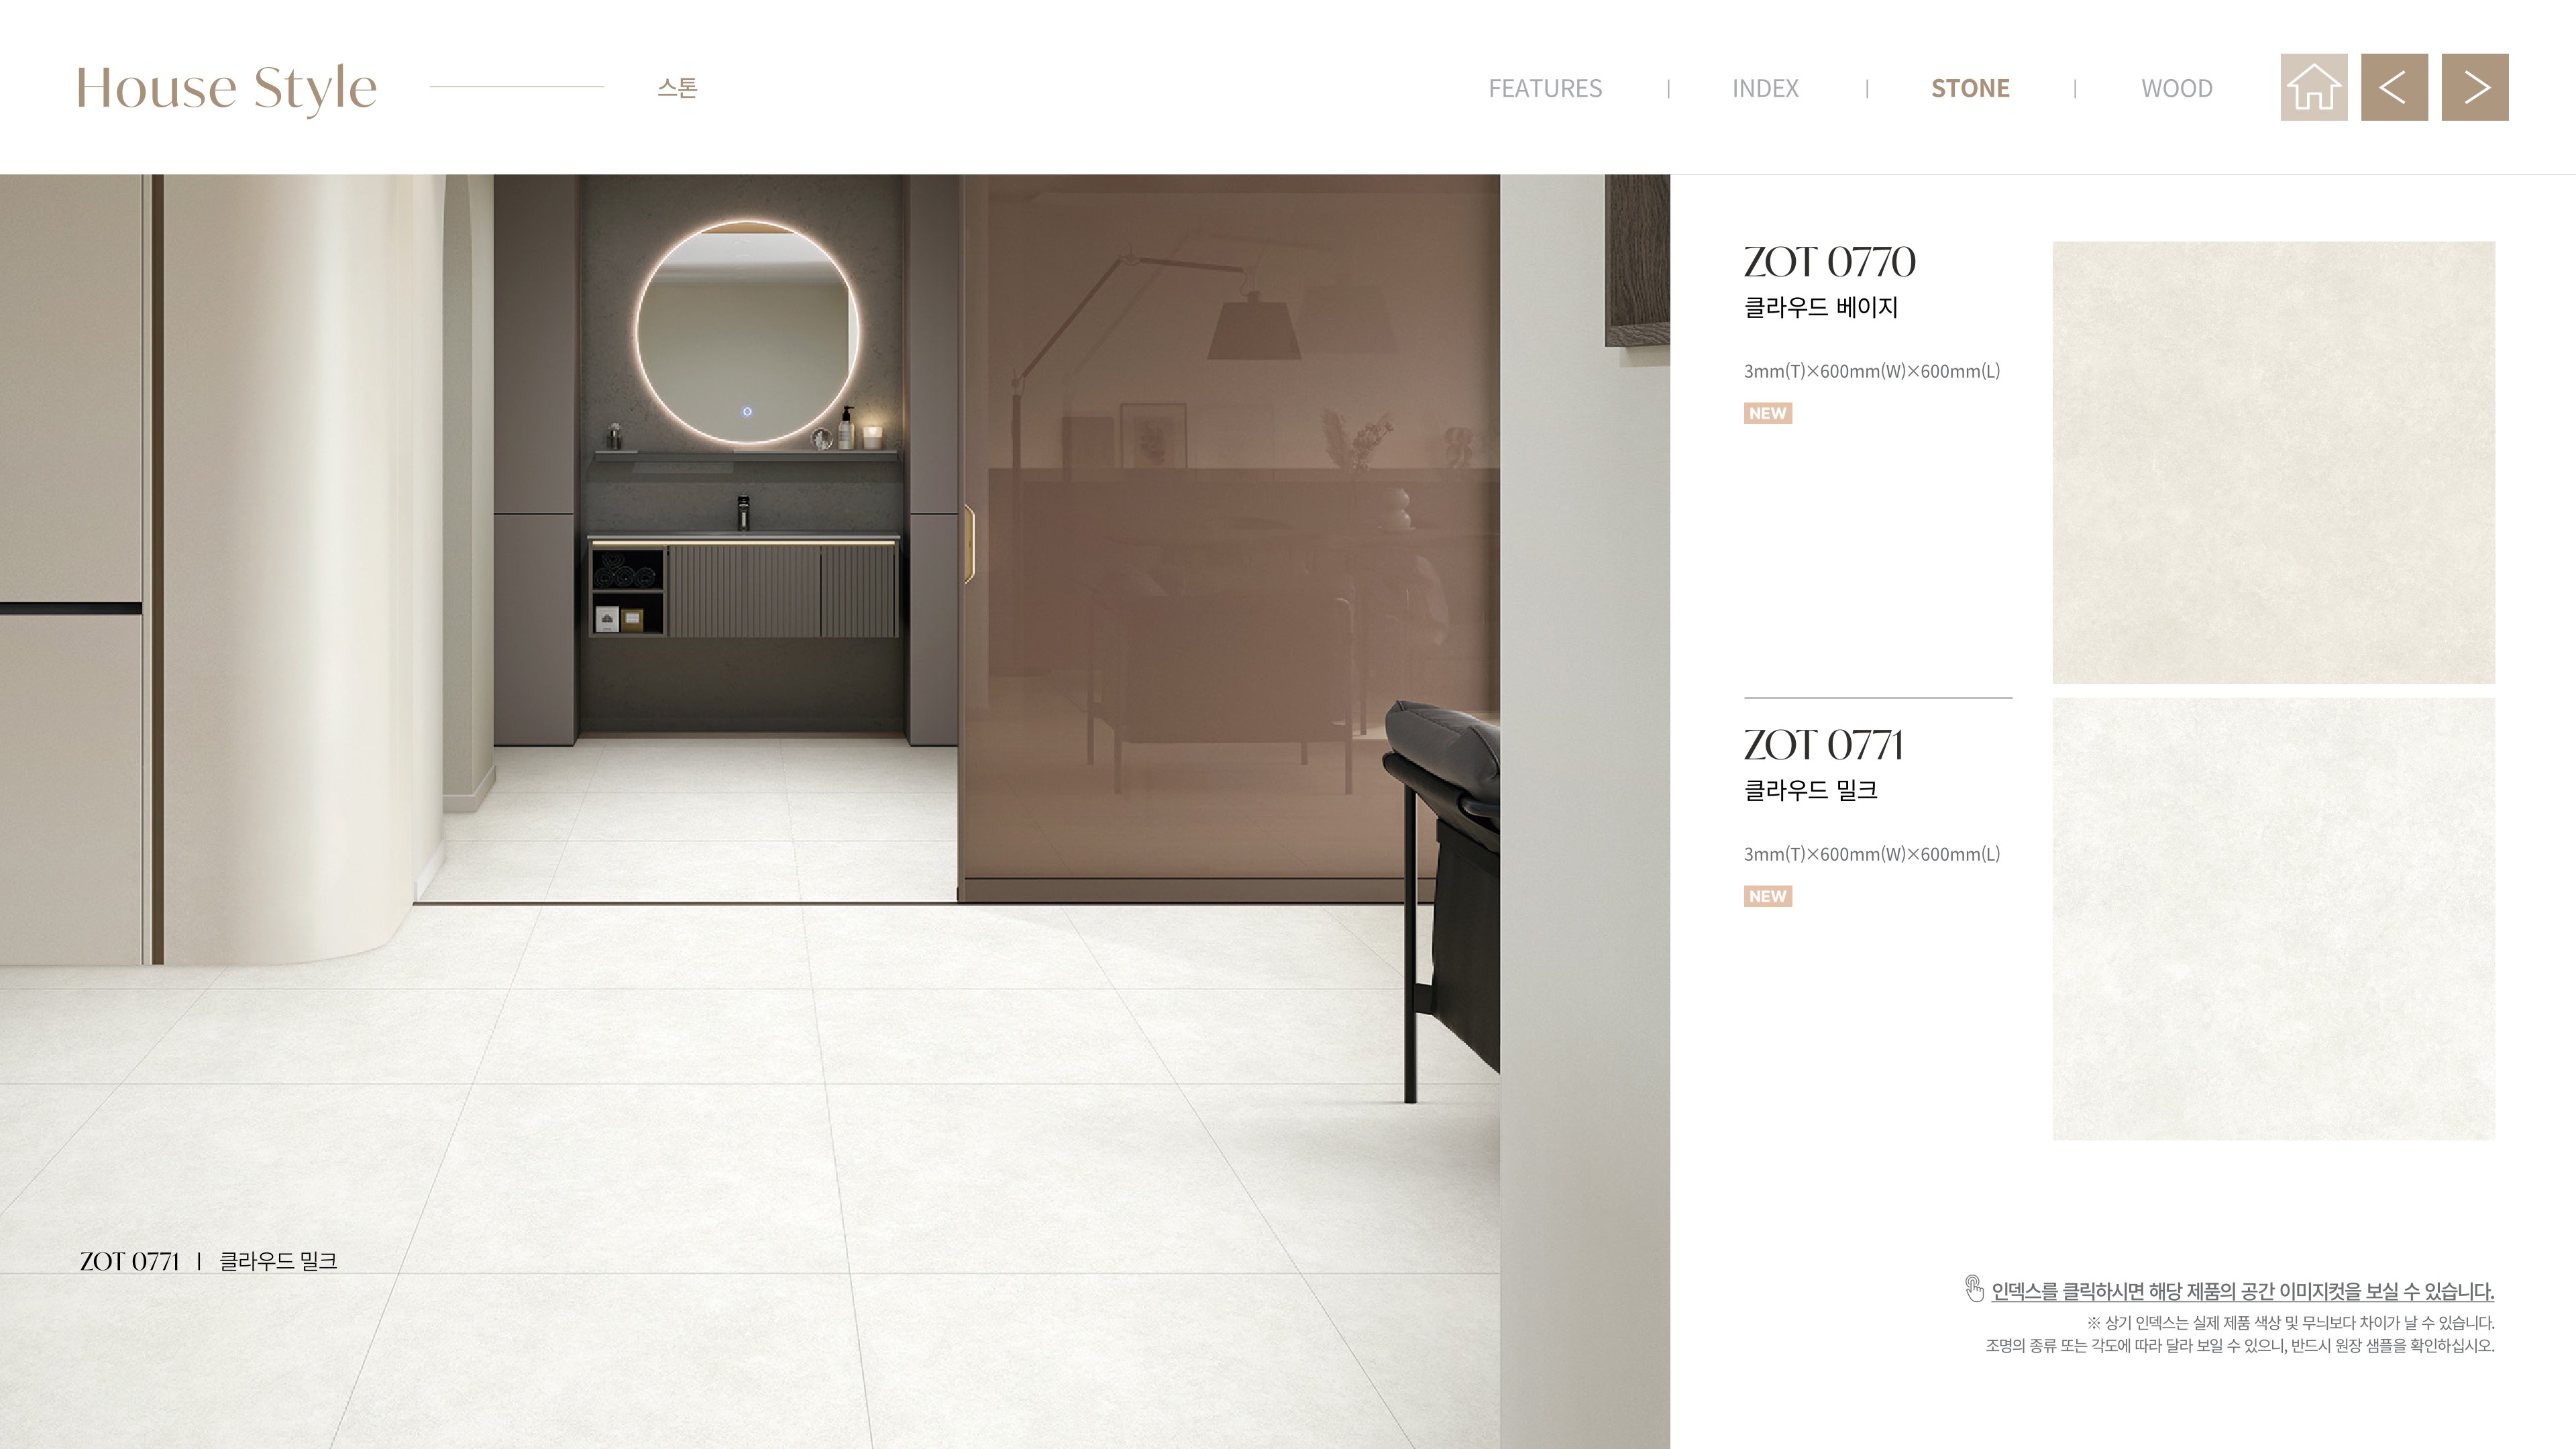 House Style
스톤
FEATURES | INDEX | STONE | WOOD
ZOT 0770
클라우드 베이지
3mm(T)×600mm(W)×600mm(L)
NEW
ZOT 0771
클라우드 밀크
3mm(T)×600mm(W)×600mm(L)
NEW
ZOT 0771 | 클라우드 밀크
인덱스를 클릭하시면 해당 제품의 공간 이미지컷을 보실 수 있습니다.
※ 상기 인덱스는 실제 제품 색상 및 무늬보다 차이가 날 수 있습니다.
조명의 종류 또는 각도에 따라 달라 보일 수 있으니, 반드시 원장 샘플을 확인하십시오.